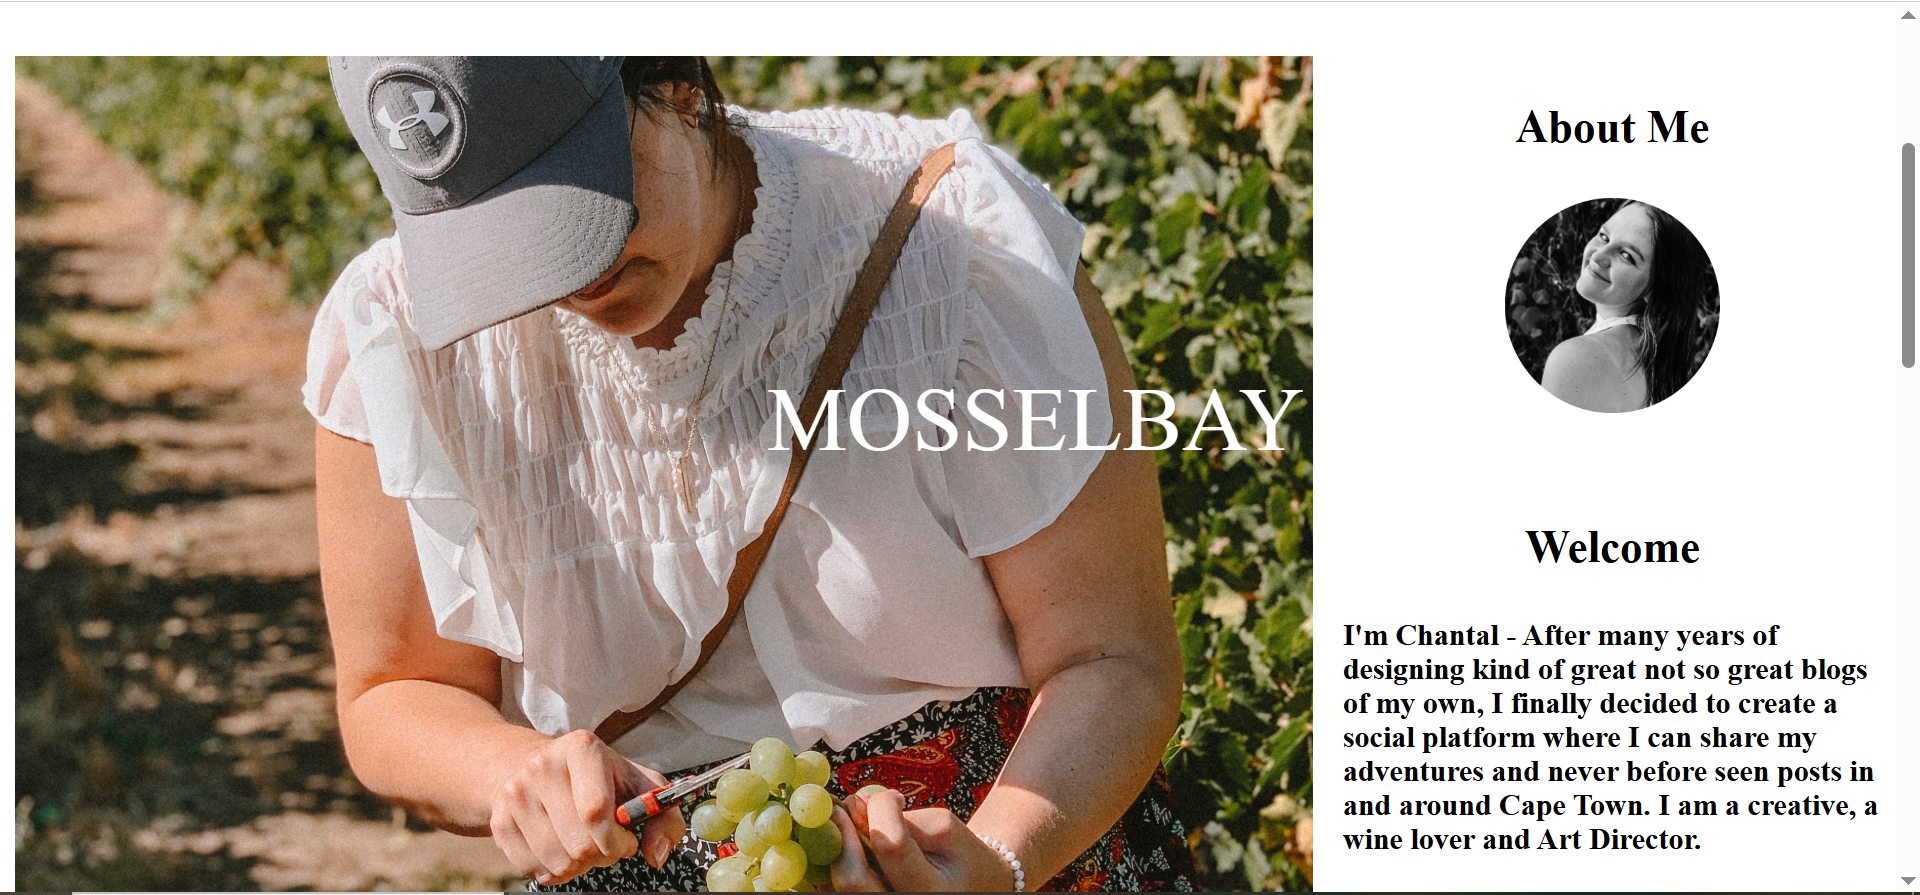 MOSSELBAY
About Me
Welcome
I'm Chantal - After many years of
designing kind of great not so great blogs
of my own, I finally decided to create a
social platform where I can share my
adventures and never before seen posts in
and around Cape Town. I am a creative, a
wine lover and Art Director.